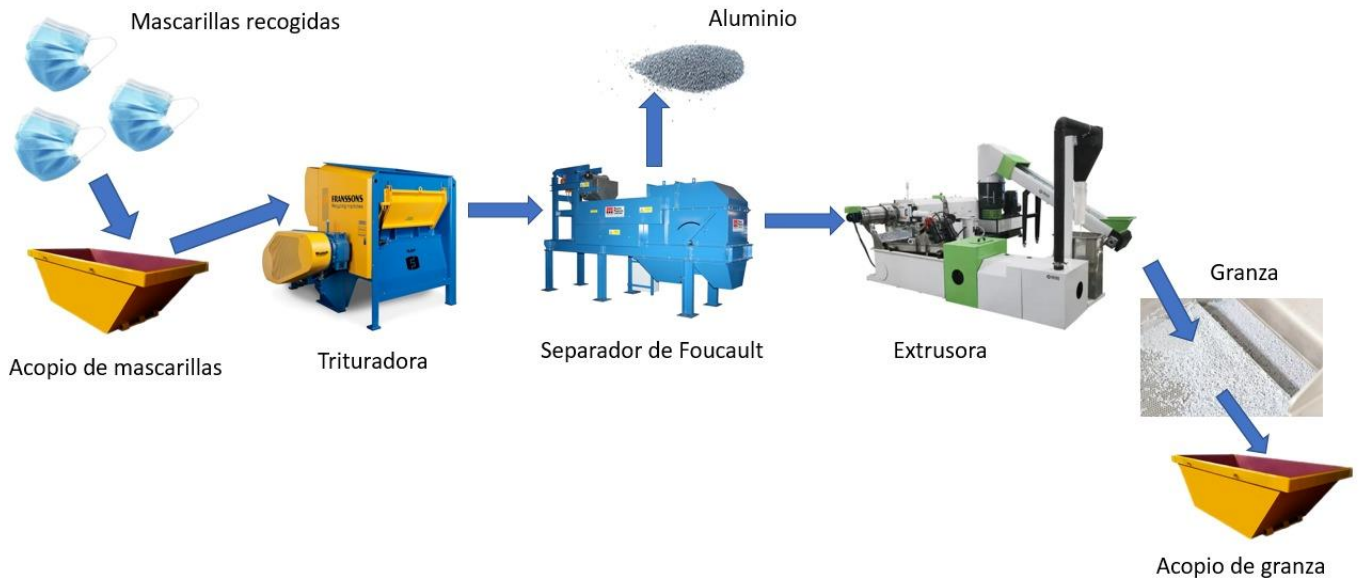 Mascarillas recogidas
Aluminio
FRANSSONS
Granza
Acopio de mascarillas
Trituradora
Separador de Foucault
Extrusora
Acopio de granza